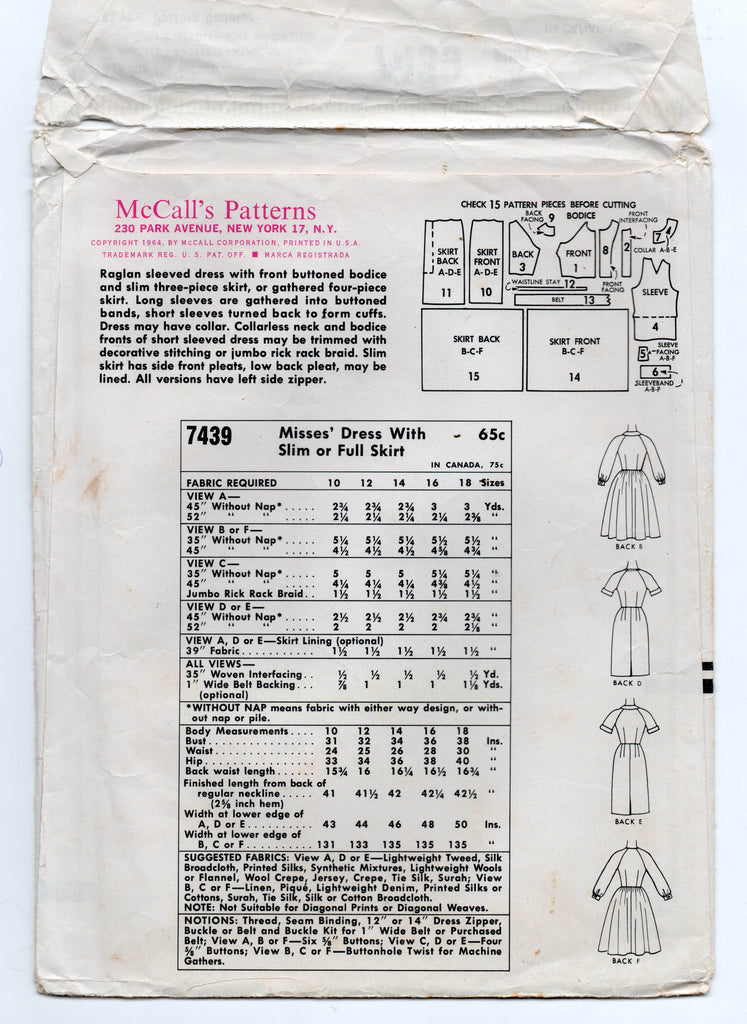 McCall's Patterns
230 PARK AVENUE, NEW YORK 17, N.Y.
COPYRIGHT 1964, BY McCALL CORPORATION, PRINTED IN U.S.A.
TRADEMARK REG. U. S. PAT. OFF. ■ MARCA REGISTRADA
Raglan sleeved dress with front buttoned bodice
and slim three-piece skirt, or gathered four-piece
skirt. Long sleeves are gathered into buttoned
bands, short sleeves turned back to form cuffs.
Dress may have collar. Collarless neck and bodice
fronts of short sleeved dress may be trimmed with
decorative stitching or jumbo rick rack braid. Slim
skirt has side front pleats, low back pleat, may be
lined. All versions have left side zipper.
CHECK 15 PATTERN PIECES BEFORE CUTTING
BACK FACING 9
BODICE
FRONT INTERFACING
SKIRT BACK A-D-E 11
SKIRT FRONT A-D-E 10
BACK 3
FRONT 1
8
2
7
COLLAR A-B-E
WAISTLINE STAY 12
FRONT FACING
BELT 13
SLEEVE 4
SKIRT BACK B-C-F 15
SKIRT FRONT B-C-F 14
5 SLEEVE FACING A-B-F
6 SLEEVEBAND A-B-F
7439 Misses' Dress With 65c
Slim or Full Skirt
IN CANADA, 75c
FABRIC REQUIRED 10 12 14 16 18 Sizes
VIEW A—
45" Without Nap* ..... 2¾ 2¾ 2¾ 3 3 Yds.
52" " " ..... 2¼ 2¼ 2¼ 2¼ 2⅜ "
VIEW B or F—
35" Without Nap* ..... 5¼ 5¼ 5¼ 5½ 5½ "
45" " " ..... 4½ 4½ 4½ 4⅝ 4¾ "
VIEW C—
35" Without Nap* ..... 5 5 5 5¼ 5¼ "
45" " " ..... 4¼ 4¼ 4¼ 4⅜ 4½ "
Jumbo Rick Rack Braid.. 1½ 1½ 1½ 1½ 1½ "
VIEW D or E—
45" Without Nap* ..... 2½ 2½ 2½ 2¾ 2¾ "
52" " " ..... 2 2 2 2 2⅛ "
VIEW A, D or E—Skirt Lining (optional)
39" Fabric........... 1½ 1½ 1½ 1½ 1½ "
ALL VIEWS—
35" Woven Interfacing.. ½ ½ ½ ½ ½ Yd.
1" Wide Belt Backing... ⅞ 1 1 1 1⅛ Yds.
(optional)
*WITHOUT NAP means fabric with either way design, or with-
out nap or pile.
Body Measurements.... 10 12 14 16 18
Bust................ 31 32 34 36 38 Ins.
Waist............... 24 25 26 28 30 "
Hip................. 33 34 36 38 40 "
Back waist length...... 15¾ 16 16¼ 16½ 16¾ "
Finished length from back of
regular neckline..... 41 41½ 42 42¼ 42½ "
(2⅝ inch hem)
Width at lower edge of
A, D or E.......... 43 44 46 48 50 Ins.
Width at lower edge of
B, C or F.......... 131 133 135 135 135 "
SUGGESTED FABRICS: View A, D or E—Lightweight Tweed, Silk
Broadcloth, Printed Silks, Synthetic Mixtures, Lightweight Wools
or Flannel, Wool Crepe, Jersey, Crepe, Tie Silk, Surah; View
B, C or F—Linen, Piqué, Lightweight Denim, Printed Silks or
Cottons, Surah, Tie Silk, Silk or Cotton Broadcloth.
NOTE: Not Suitable for Diagonal Prints or Diagonal Weaves.
NOTIONS: Thread, Seam Binding, 12" or 14" Dress Zipper,
Buckle or Belt and Buckle Kit for 1" Wide Belt or Purchased
Belt; View A, B or F—Six ⅝" Buttons; View C, D or E—Four
⅝" Buttons; View B, C or F—Buttonhole Twist for Machine
Gathers.
BACK B
BACK D
BACK E
BACK F